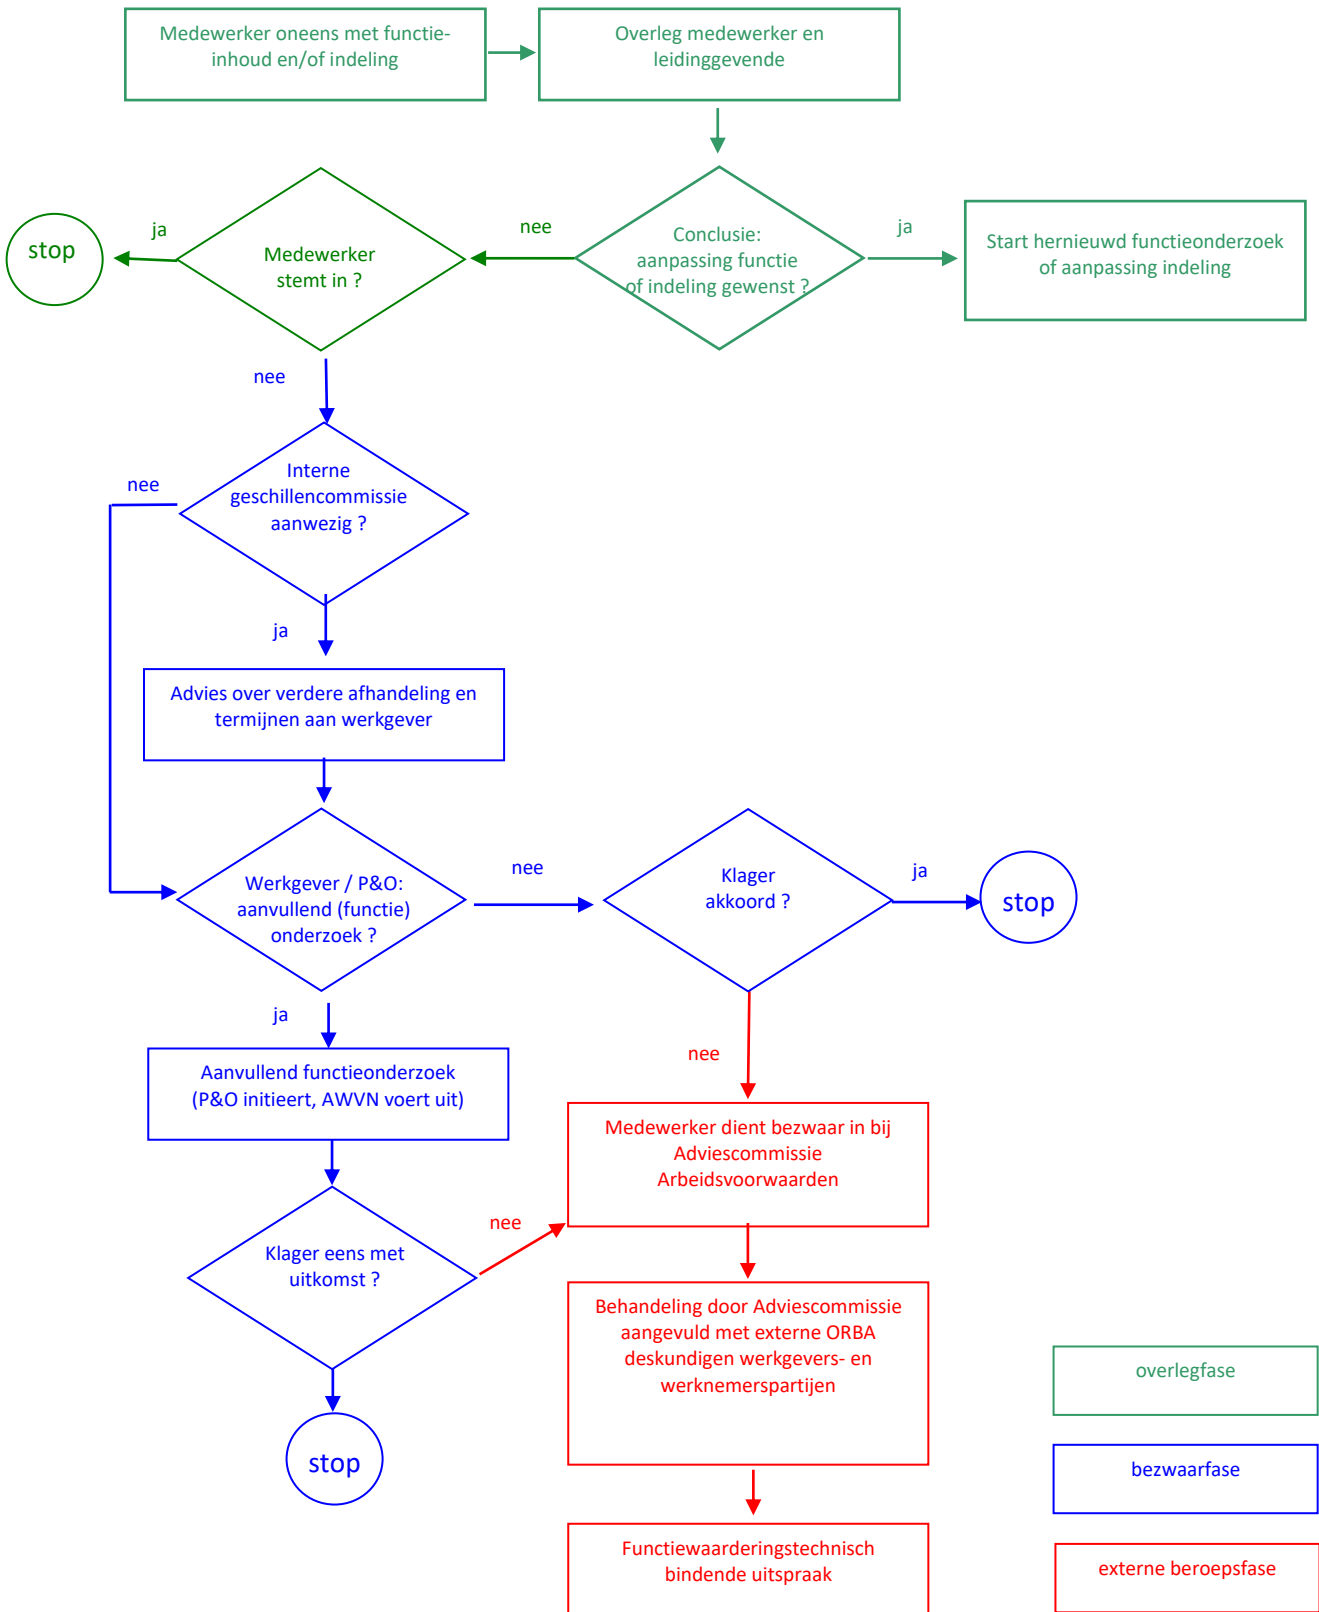 Medewerker oneens met functie-
inhoud en/of indeling
Overleg medewerker en
leidinggevende
stop
ja
Medewerker
stemt in ?
nee
Conclusie:
aanpassing functie
of indeling gewenst ?
ja
Start hernieuwd functieonderzoek
of aanpassing indeling
nee
nee
Interne
geschillencommissie
aanwezig ?
ja
Advies over verdere afhandeling en
termijnen aan werkgever
Werkgever / P&O:
aanvullend (functie)
onderzoek ?
nee
Klager
akkoord ?
ja
stop
ja
nee
Aanvullend functieonderzoek
(P&O initieert, AWVN voert uit)
Medewerker dient bezwaar in bij
Adviescommissie
Arbeidsvoorwaarden
Klager eens met
uitkomst ?
nee
Behandeling door Adviescommissie
aangevuld met externe ORBA
deskundigen werkgevers- en
werknemerspartijen
stop
Functiewaarderingstechnisch
bindende uitspraak
overlegfase
bezwaarfase
externe beroepsfase